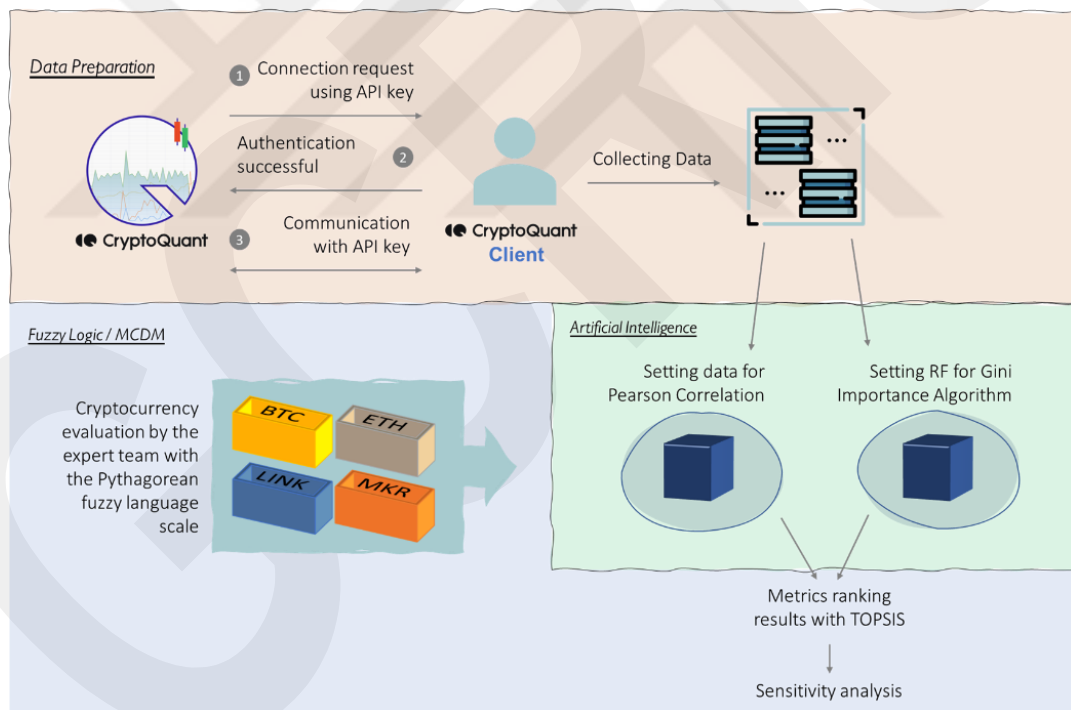 Data Preparation
1
Connection request
using API key
Authentication
successful
2
3
Communication
with API key
CryptoQuant
CryptoQuant
Client
Collecting Data
...
...
Fuzzy Logic / MCDM
Cryptocurrency
evaluation by the
expert team with
the Pythagorean
fuzzy language
scale
BTC
ETH
LINK
MKR
Artificial Intelligence
Setting data for
Pearson Correlation
Setting RF for Gini
Importance Algorithm
Metrics ranking
results with TOPSIS
Sensitivity analysis